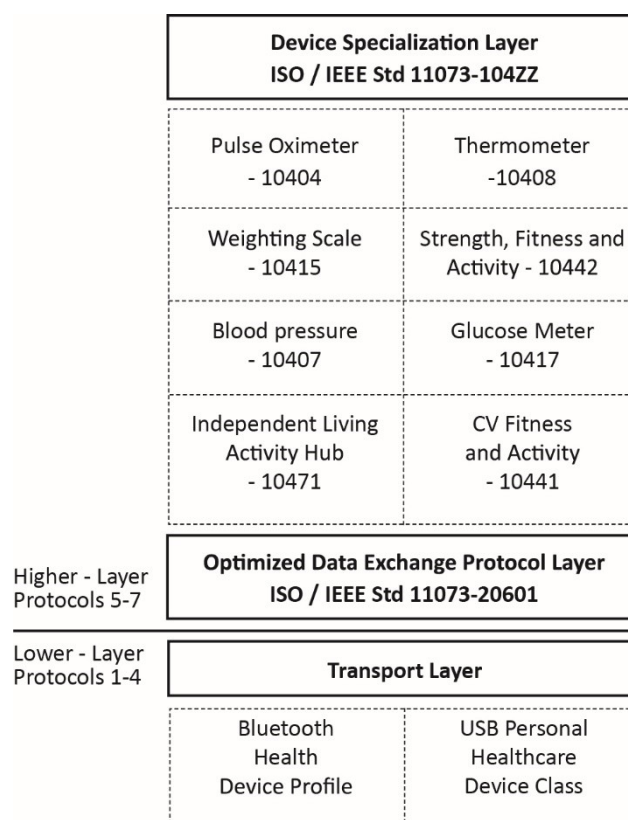 Device Specialization Layer
ISO / IEEE Std 11073-104ZZ
Pulse Oximeter
- 10404
Thermometer
-10408
Weighting Scale
- 10415
Strength, Fitness and
Activity - 10442
Blood pressure
- 10407
Glucose Meter
- 10417
Independent Living
Activity Hub
- 10471
CV Fitness
and Activity
- 10441
Higher - Layer
Protocols 5-7
Optimized Data Exchange Protocol Layer
ISO / IEEE Std 11073-20601
Lower - Layer
Protocols 1-4
Transport Layer
Bluetooth
Health
Device Profile
USB Personal
Healthcare
Device Class